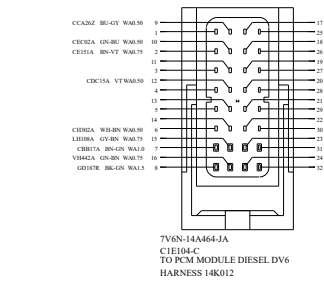 CCA26Z BU-GY WA0.50 9 17
1 25
CEC02A GN-BU WA0.50 10 18
CE151A BN-VT WA0.75 2 26
11 19
3 27
CDC15A VT WA0.50 12 20
4 28
13 21
5 29
14 22
CH302A WH-BN WA0.50 6 30
LH108A GY-BN WA0.75 15 23
CBB17A BN-GN WA1.0 7 31
VH442A GN-BN WA0.75 16 24
GD187R BK-GN WA1.5 8 32
7V6N-14A464-JA
C1E104-C
TO PCM MODULE DIESEL DV6
HARNESS 14K012